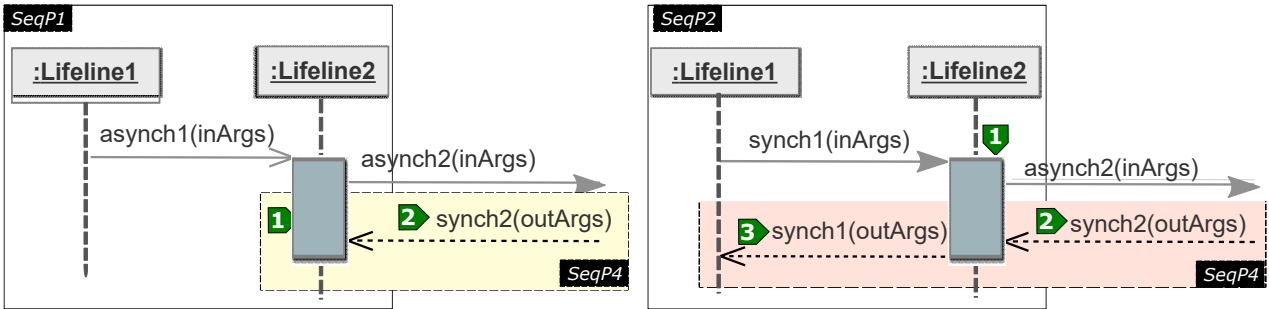 SeqP1
:Lifeline1
:Lifeline2
asynch1(inArgs)
asynch2(inArgs)
1
2 synch2(outArgs)
SeqP4
SeqP2
:Lifeline1
:Lifeline2
1
synch1(inArgs)
asynch2(inArgs)
3 synch1(outArgs)
2 synch2(outArgs)
SeqP4